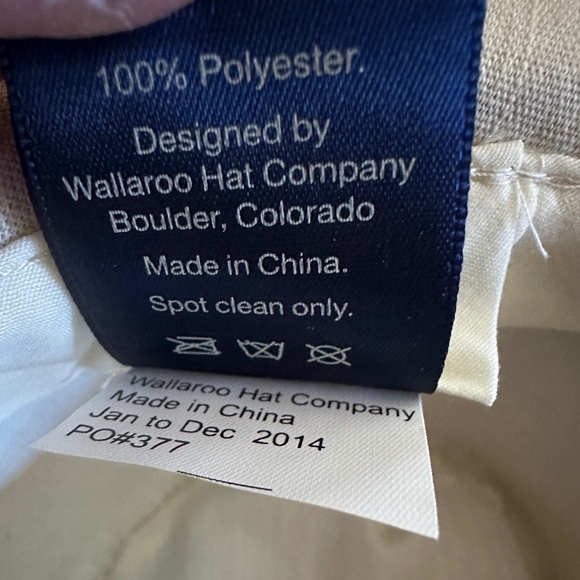 100% Polyester.
Designed by
Wallaroo Hat Company
Boulder, Colorado
Made in China.
Spot clean only.
Wallaroo Hat Company
Made in China
Jan to Dec 2014
PO#377